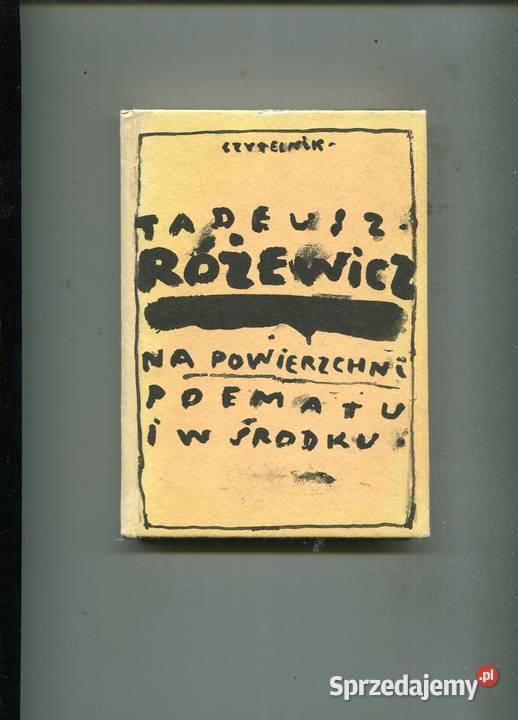 CZYTELNIK
TADEUSZ
RÓŻEWICZ
NA POWIERZCHNI
POEMATU
I W ŚRODKU
Sprzedajemy.pl